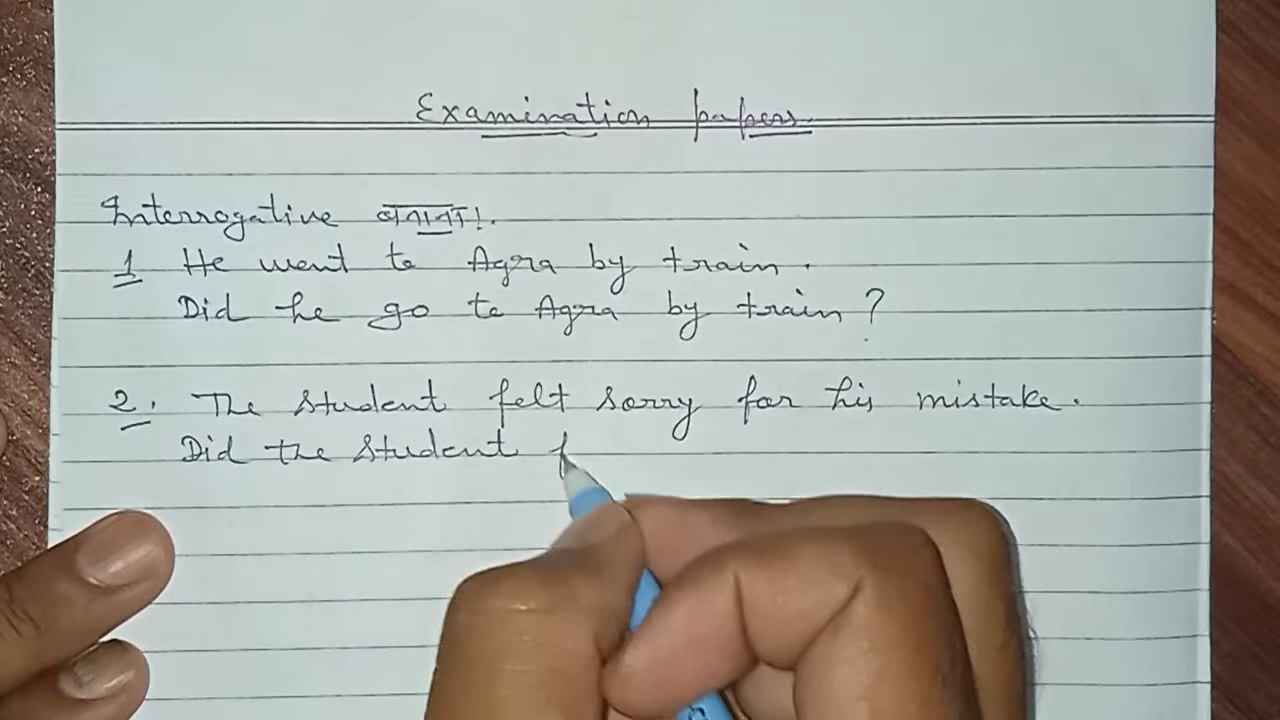 Examination papers.
Interrogative बनाना।.
1 He went to Agra by train.
Did he go to Agra by train?
2. The student felt sorry for his mistake.
Did the student f